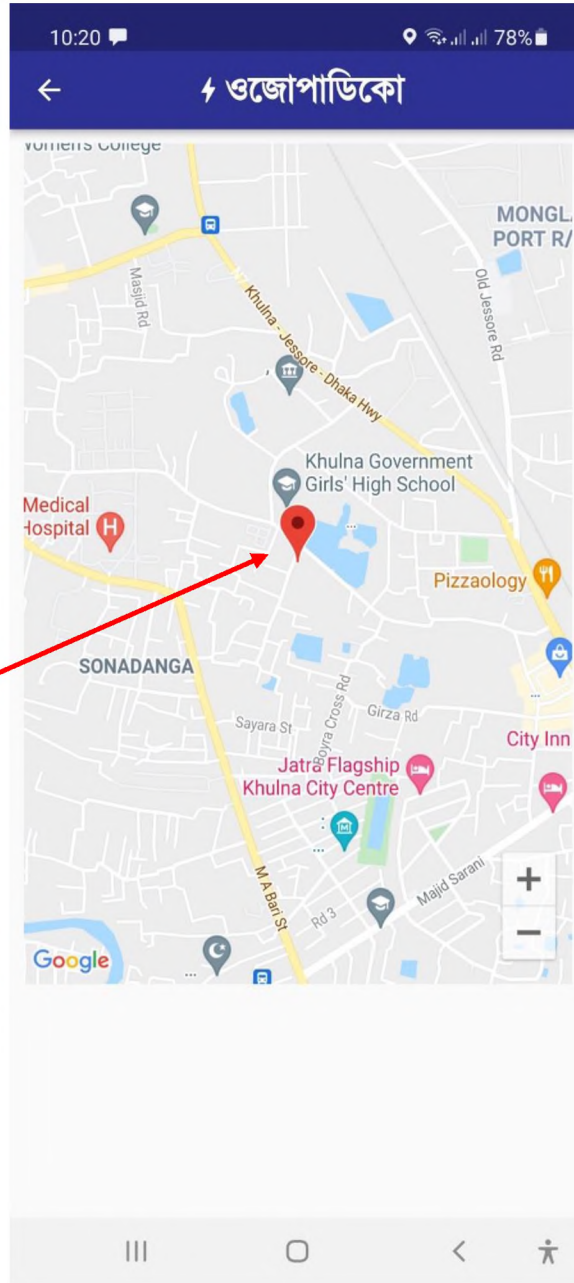 10:20
78%
ওজোপাডিকো
Women's College
MONGL
PORT R/
Masjid Rd
Old Jessore Rd
Khulna - Jessore - Dhaka Hwy
Khulna Government
Girls' High School
Medical
Hospital
H
Pizzaology
SONADANGA
Boyra Cross Rd
Girza Rd
Sayara St
City Inn
Jatra Flagship
Khulna City Centre
M A Bari St
Majid Sarani
Rd 3
+
−
Google